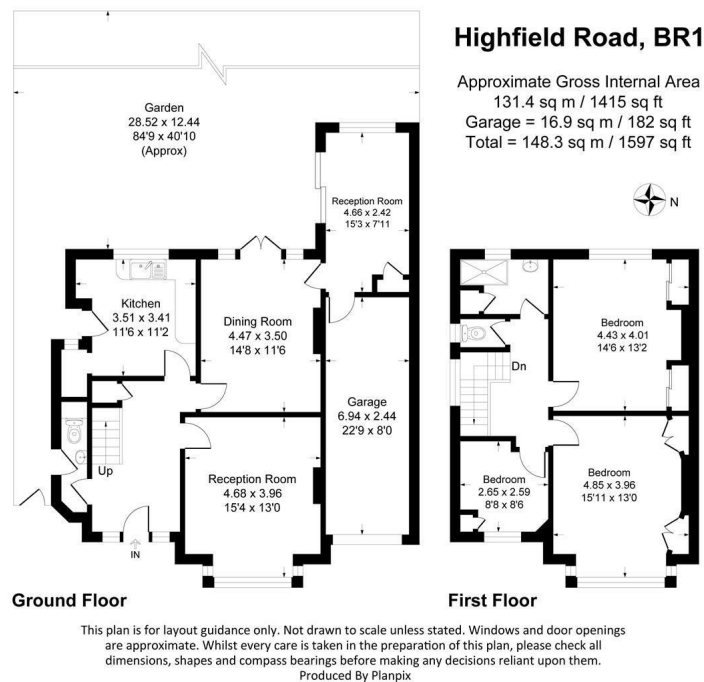 Highfield Road, BR1
Approximate Gross Internal Area
131.4 sq m / 1415 sq ft
Garage = 16.9 sq m / 182 sq ft
Total = 148.3 sq m / 1597 sq ft
N
Garden
28.52 x 12.44
84'9 x 40'10
(Approx)
Reception Room
4.66 x 2.42
15'3 x 7'11
Kitchen
3.51 x 3.41
11'6 x 11'2
Dining Room
4.47 x 3.50
14'8 x 11'6
Garage
6.94 x 2.44
22'9 x 8'0
Up
Reception Room
4.68 x 3.96
15'4 x 13'0
IN
Ground Floor
Bedroom
4.43 x 4.01
14'6 x 13'2
Dn
Bedroom
2.65 x 2.59
8'8 x 8'6
Bedroom
4.85 x 3.96
15'11 x 13'0
First Floor
This plan is for layout guidance only. Not drawn to scale unless stated. Windows and door openings
are approximate. Whilst every care is taken in the preparation of this plan, please check all
dimensions, shapes and compass bearings before making any decisions reliant upon them.
Produced By Planpix